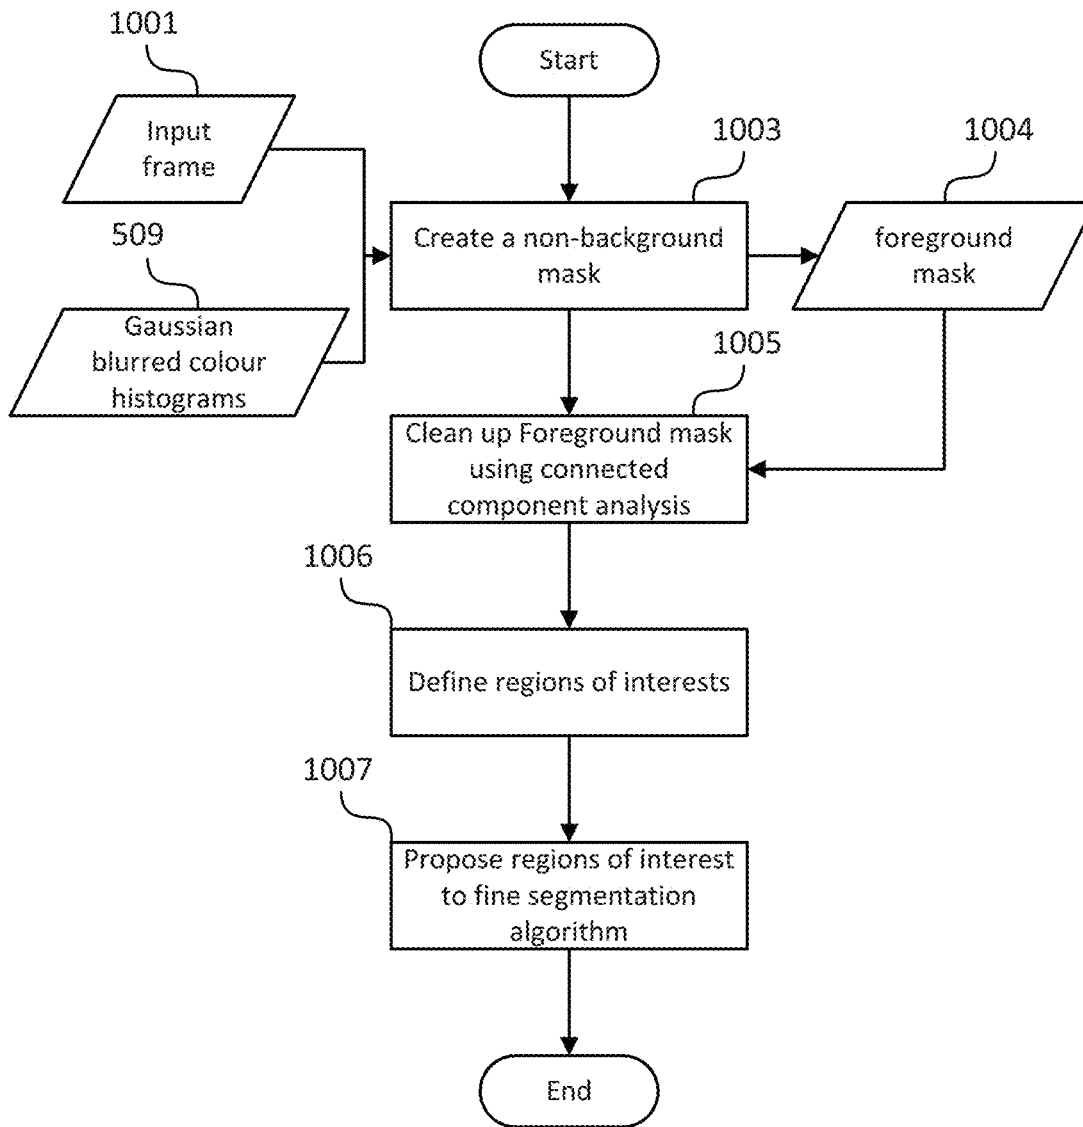 1001
Start
Input
frame
1003
1004
509
Create a non-background
mask
foreground
mask
Gaussian
blurred colour
histograms
1005
Clean up Foreground mask
using connected
component analysis
1006
Define regions of interests
1007
Propose regions of interest
to fine segmentation
algorithm
End